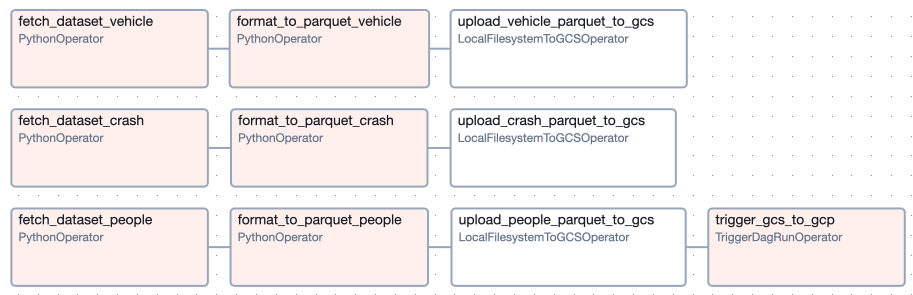 fetch_dataset_vehicle
PythonOperator
format_to_parquet_vehicle
PythonOperator
upload_vehicle_parquet_to_gcs
LocalFilesystemToGCSOperator
fetch_dataset_crash
PythonOperator
format_to_parquet_crash
PythonOperator
upload_crash_parquet_to_gcs
LocalFilesystemToGCSOperator
fetch_dataset_people
PythonOperator
format_to_parquet_people
PythonOperator
upload_people_parquet_to_gcs
LocalFilesystemToGCSOperator
trigger_gcs_to_gcp
TriggerDagRunOperator